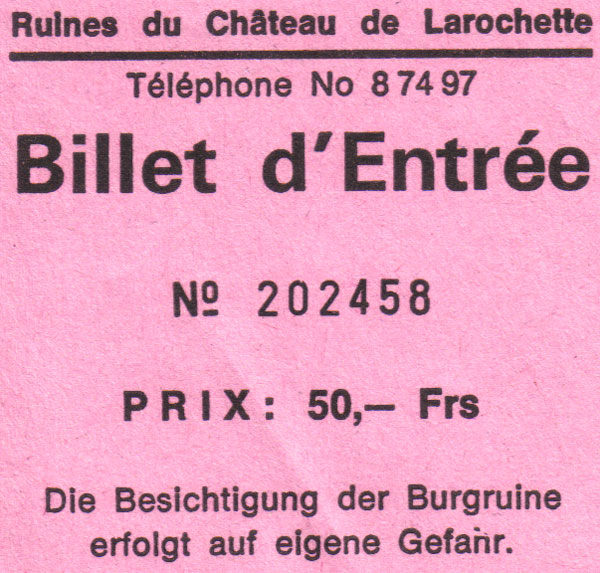 Ruines du Château de Larochette
Téléphone No 8 74 97
Billet d'Entrée
Nº 202458
PRIX: 50,— Frs
Die Besichtigung der Burgruine
erfolgt auf eigene Gefahr.